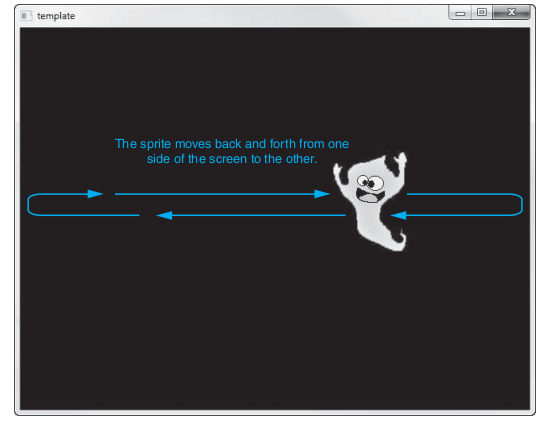 template
The sprite moves back and forth from one
side of the screen to the other.